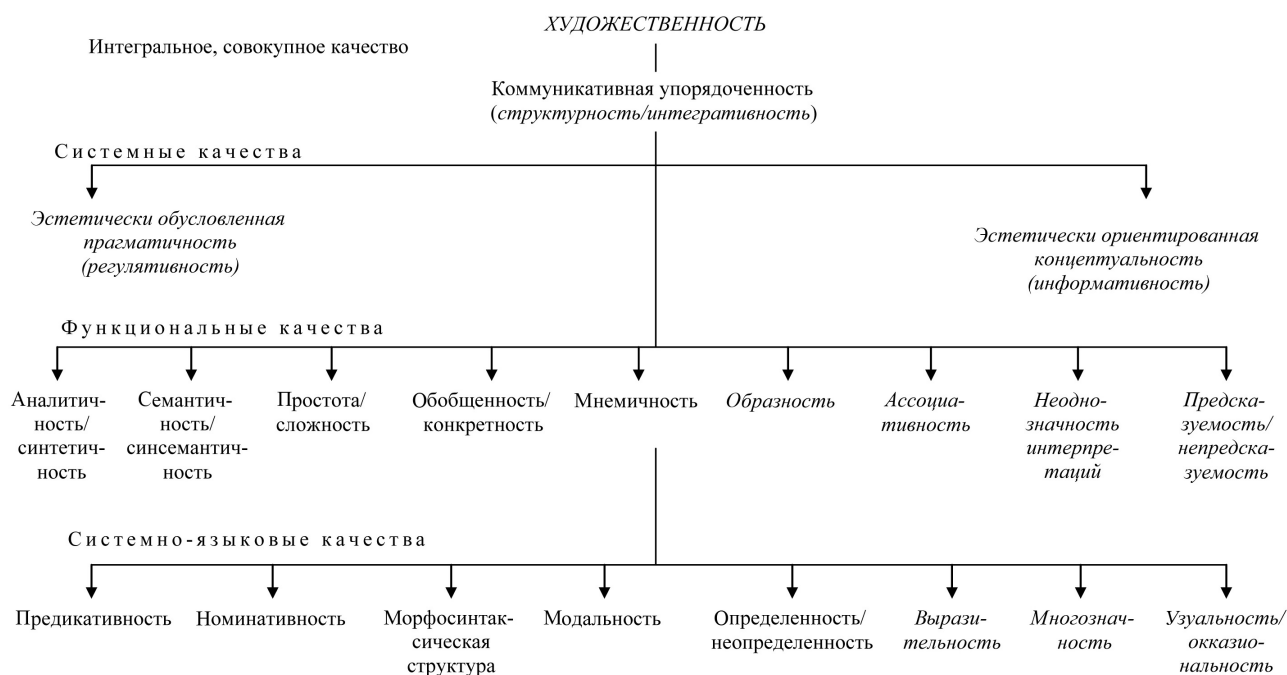 ХУДОЖЕСТВЕННОСТЬ
Интегральное, совокупное качество
Коммуникативная упорядоченность
(структурность/интегративность)
Системные качества
Эстетически обусловленная
прагматичность
(регулятивность)
Эстетически ориентированная
концептуальность
(информативность)
Функциональные качества
Аналитич-
ность/
синтетич-
ность
Семантич-
ность/
синсемантич-
ность
Простота/
сложность
Обобщенность/
конкретность
Мнемичность
Образность
Ассоциа-
тивность
Неодно-
значность
интерпре-
таций
Предска-
зуемость/
непредска-
зуемость
Системно-языковые качества
Предикативность
Номинативность
Морфосинтак-
сическая
структура
Модальность
Определенность/
неопределенность
Вырази-
тельность
Многознач-
ность
Узуальность/
окказио-
нальность